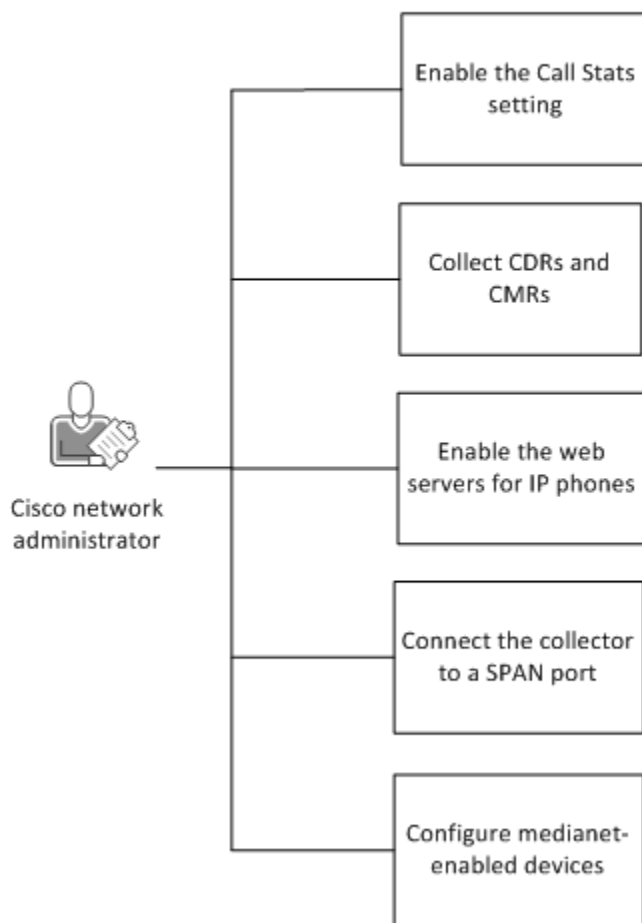 Enable the Call Stats
setting
Collect CDRs and
CMRs
Enable the web
servers for IP phones
Cisco network
administrator
Connect the collector
to a SPAN port
Configure medianet-
enabled devices